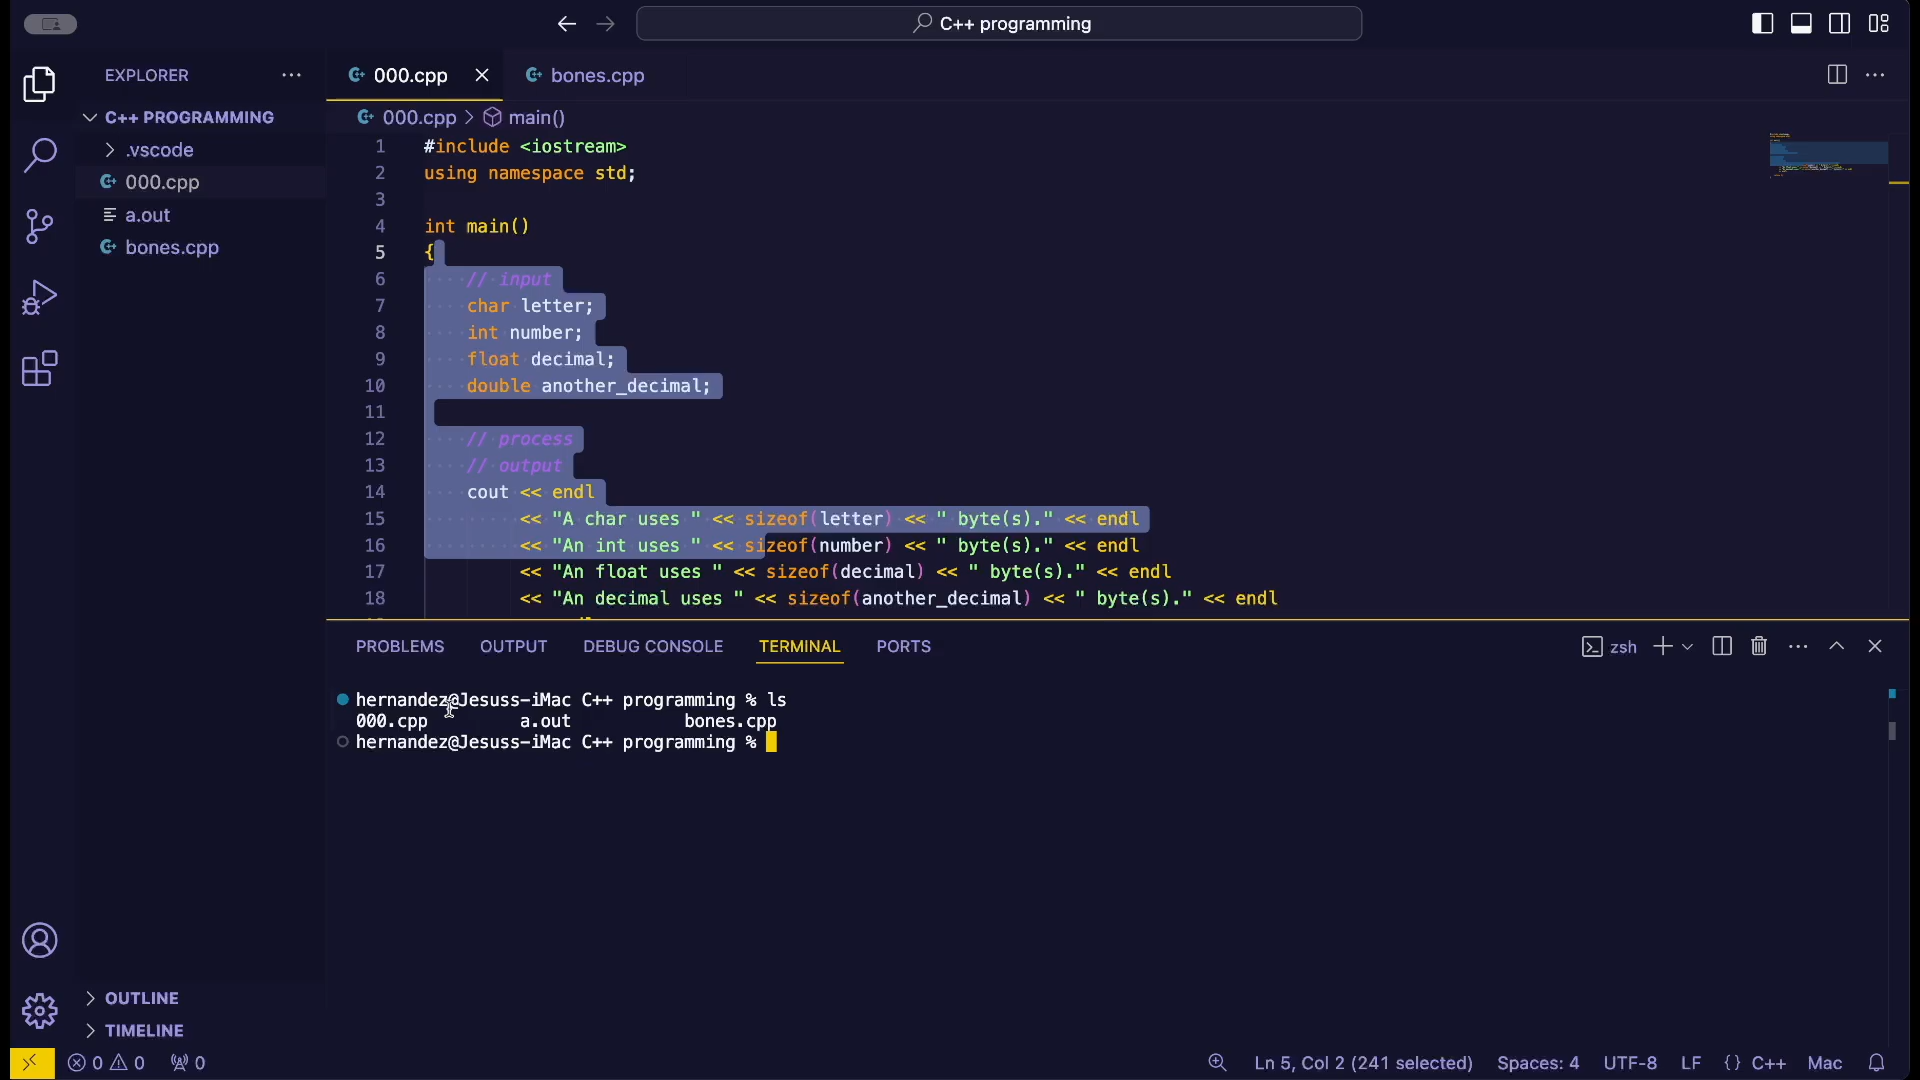 C++ programming
EXPLORER
000.cpp
bones.cpp
C++ PROGRAMMING
.vscode
000.cpp
a.out
bones.cpp
000.cpp > main()
1 #include <iostream>
2 using namespace std;
3
4 int main()
5 {
6 // input
7 char letter;
8 int number;
9 float decimal;
10 double another_decimal;
11
12 // process
13 // output
14 cout << endl
15 << "A char uses " << sizeof(letter) << " byte(s)." << endl
16 << "An int uses " << sizeof(number) << " byte(s)." << endl
17 << "An float uses " << sizeof(decimal) << " byte(s)." << endl
18 << "An decimal uses " << sizeof(another_decimal) << " byte(s)." << endl
PROBLEMS OUTPUT DEBUG CONSOLE TERMINAL PORTS
zsh
hernandez@Jesuss-iMac C++ programming % ls
000.cpp a.out bones.cpp
hernandez@Jesuss-iMac C++ programming %
OUTLINE
TIMELINE
0 0 0
Ln 5, Col 2 (241 selected) Spaces: 4 UTF-8 LF {} C++ Mac